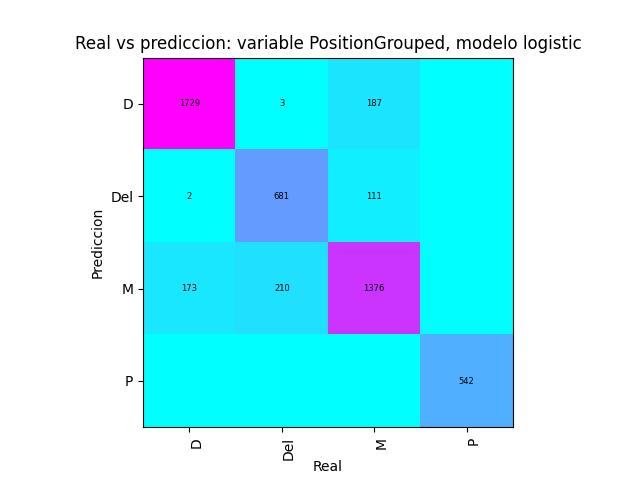 Real vs prediccion: variable PositionGrouped, modelo logistic
D 1729 3 187
Del 2 681 111
M 173 210 1376
P 542
Prediccion
D Del M P
Real